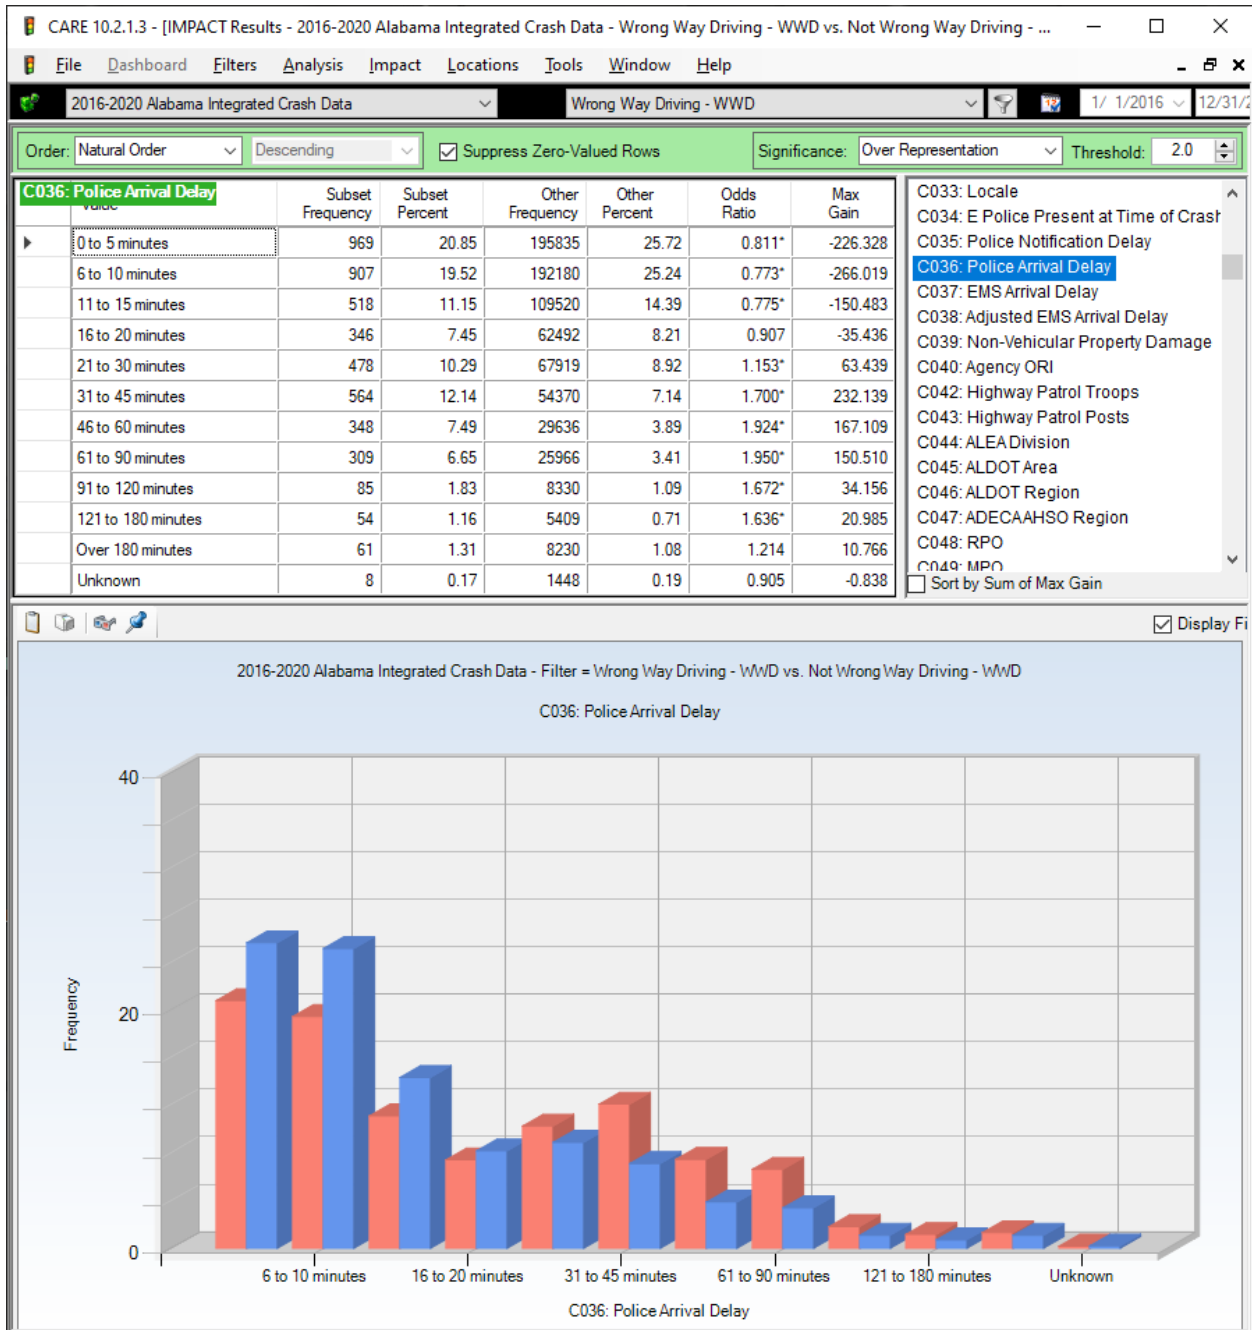 CARE 10.2.1.3 - [IMPACT Results - 2016-2020 Alabama Integrated Crash Data - Wrong Way Driving - WWD vs. Not Wrong Way Driving - ...
File Dashboard Filters Analysis Impact Locations Tools Window Help
2016-2020 Alabama Integrated Crash Data Wrong Way Driving - WWD 1/ 1/2016 12/31/2
Order: Natural Order Descending Suppress Zero-Valued Rows Significance: Over Representation Threshold: 2.0
C036: Police Arrival Delay
Value Subset Frequency Subset Percent Other Frequency Other Percent Odds Ratio Max Gain
0 to 5 minutes 969 20.85 195835 25.72 0.811* -226.328
6 to 10 minutes 907 19.52 192180 25.24 0.773* -266.019
11 to 15 minutes 518 11.15 109520 14.39 0.775* -150.483
16 to 20 minutes 346 7.45 62492 8.21 0.907 -35.436
21 to 30 minutes 478 10.29 67919 8.92 1.153* 63.439
31 to 45 minutes 564 12.14 54370 7.14 1.700* 232.139
46 to 60 minutes 348 7.49 29636 3.89 1.924* 167.109
61 to 90 minutes 309 6.65 25966 3.41 1.950* 150.510
91 to 120 minutes 85 1.83 8330 1.09 1.672* 34.156
121 to 180 minutes 54 1.16 5409 0.71 1.636* 20.985
Over 180 minutes 61 1.31 8230 1.08 1.214 10.766
Unknown 8 0.17 1448 0.19 0.905 -0.838
C033: Locale
C034: E Police Present at Time of Crash
C035: Police Notification Delay
C036: Police Arrival Delay
C037: EMS Arrival Delay
C038: Adjusted EMS Arrival Delay
C039: Non-Vehicular Property Damage
C040: Agency ORI
C042: Highway Patrol Troops
C043: Highway Patrol Posts
C044: ALEA Division
C045: ALDOT Area
C046: ALDOT Region
C047: ADECAAHSO Region
C048: RPO
C049: MPO
Sort by Sum of Max Gain
Display Fi
2016-2020 Alabama Integrated Crash Data - Filter = Wrong Way Driving - WWD vs. Not Wrong Way Driving - WWD
C036: Police Arrival Delay
40
20
0
Frequency
6 to 10 minutes 16 to 20 minutes 31 to 45 minutes 61 to 90 minutes 121 to 180 minutes Unknown
C036: Police Arrival Delay